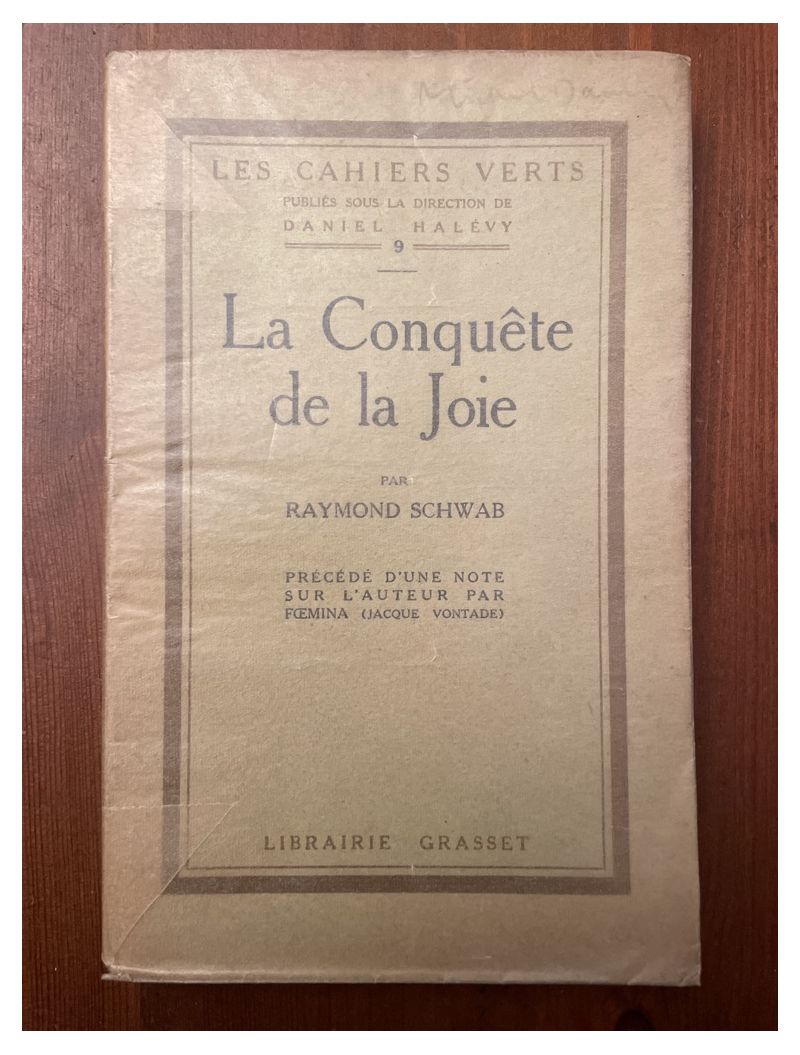 LES CAHIERS VERTS
PUBLIÉS SOUS LA DIRECTION DE
DANIEL HALÉVY
9
La Conquête
de la Joie
PAR
RAYMOND SCHWAB
PRÉCÉDÉ D'UNE NOTE
SUR L'AUTEUR PAR
FŒMINA (JACQUE VONTADE)
LIBRAIRIE GRASSET